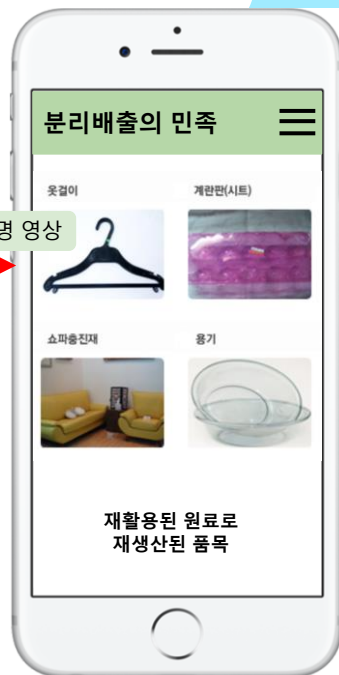 분리배출의 민족
옷걸이
계란판(시트)
명 영상
쇼파충진재
용기
재활용된 원료로
재생산된 품목